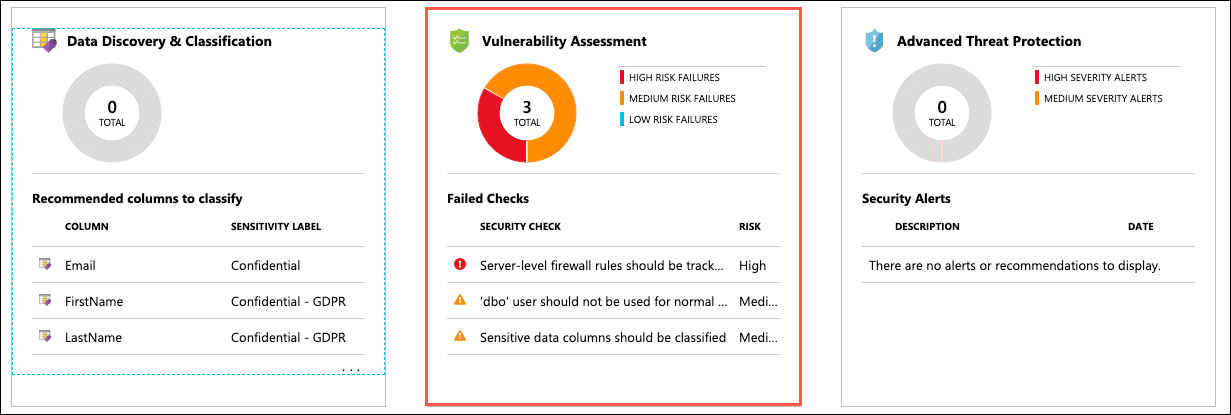 Data Discovery & Classification
0
TOTAL
Recommended columns to classify
COLUMN SENSITIVITY LABEL
Email Confidential
FirstName Confidential - GDPR
LastName Confidential - GDPR
...
Vulnerability Assessment
3
TOTAL
HIGH RISK FAILURES
MEDIUM RISK FAILURES
LOW RISK FAILURES
Failed Checks
SECURITY CHECK RISK
Server-level firewall rules should be track... High
'dbo' user should not be used for normal ... Medi...
Sensitive data columns should be classified Medi...
Advanced Threat Protection
0
TOTAL
HIGH SEVERITY ALERTS
MEDIUM SEVERITY ALERTS
Security Alerts
DESCRIPTION DATE
There are no alerts or recommendations to display.